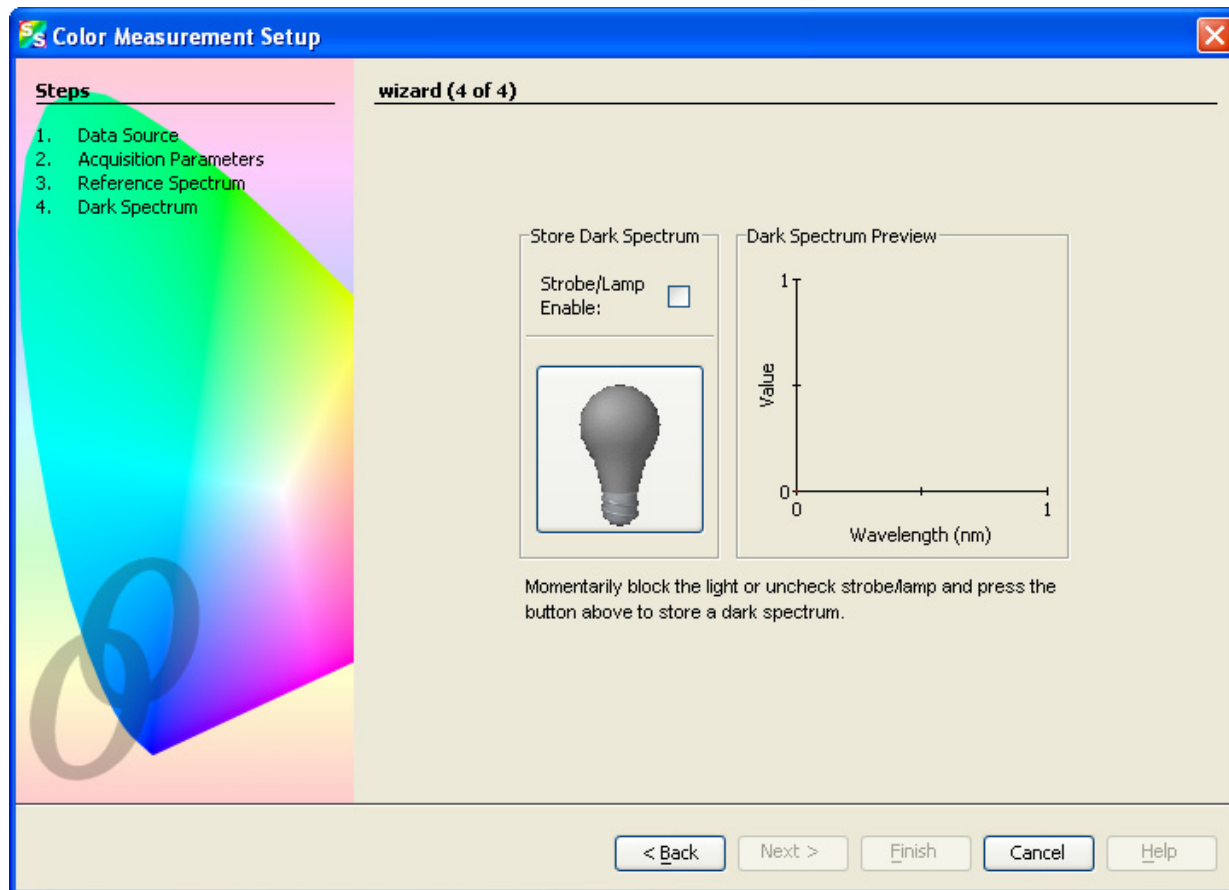 Color Measurement Setup
Steps
1. Data Source
2. Acquisition Parameters
3. Reference Spectrum
4. Dark Spectrum
wizard (4 of 4)
Store Dark Spectrum
Strobe/Lamp
Enable:
Dark Spectrum Preview
1
Value
0
0
1
Wavelength (nm)
Momentarily block the light or uncheck strobe/lamp and press the
button above to store a dark spectrum.
< Back
Next >
Finish
Cancel
Help